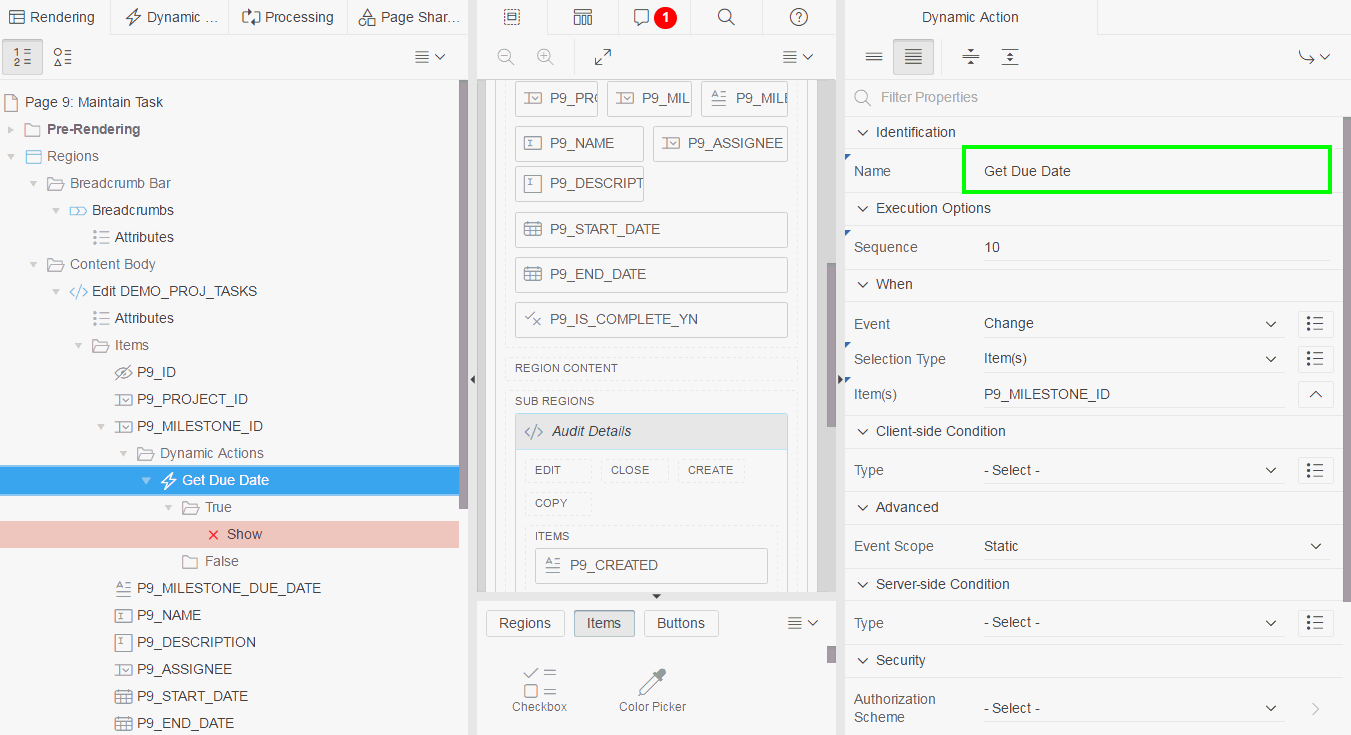 Rendering
Dynamic ...
Processing
Page Shar...
1
2
Page 9: Maintain Task
Pre-Rendering
Regions
Breadcrumb Bar
Breadcrumbs
Attributes
Content Body
Edit DEMO_PROJ_TASKS
Attributes
Items
P9_ID
P9_PROJECT_ID
P9_MILESTONE_ID
Dynamic Actions
Get Due Date
True
Show
False
P9_MILESTONE_DUE_DATE
P9_NAME
P9_DESCRIPTION
P9_ASSIGNEE
P9_START_DATE
P9_END_DATE
1
P9_PRO
P9_MIL
P9_MILE
P9_NAME
P9_ASSIGNEE
P9_DESCRIPT
P9_START_DATE
P9_END_DATE
P9_IS_COMPLETE_YN
REGION CONTENT
SUB REGIONS
Audit Details
EDIT
CLOSE
CREATE
COPY
ITEMS
P9_CREATED
Regions
Items
Buttons
Checkbox
Color Picker
Dynamic Action
Filter Properties
Identification
Name
Get Due Date
Execution Options
Sequence
10
When
Event
Change
Selection Type
Item(s)
Item(s)
P9_MILESTONE_ID
Client-side Condition
Type
- Select -
Advanced
Event Scope
Static
Server-side Condition
Type
- Select -
Security
Authorization
Scheme
- Select -